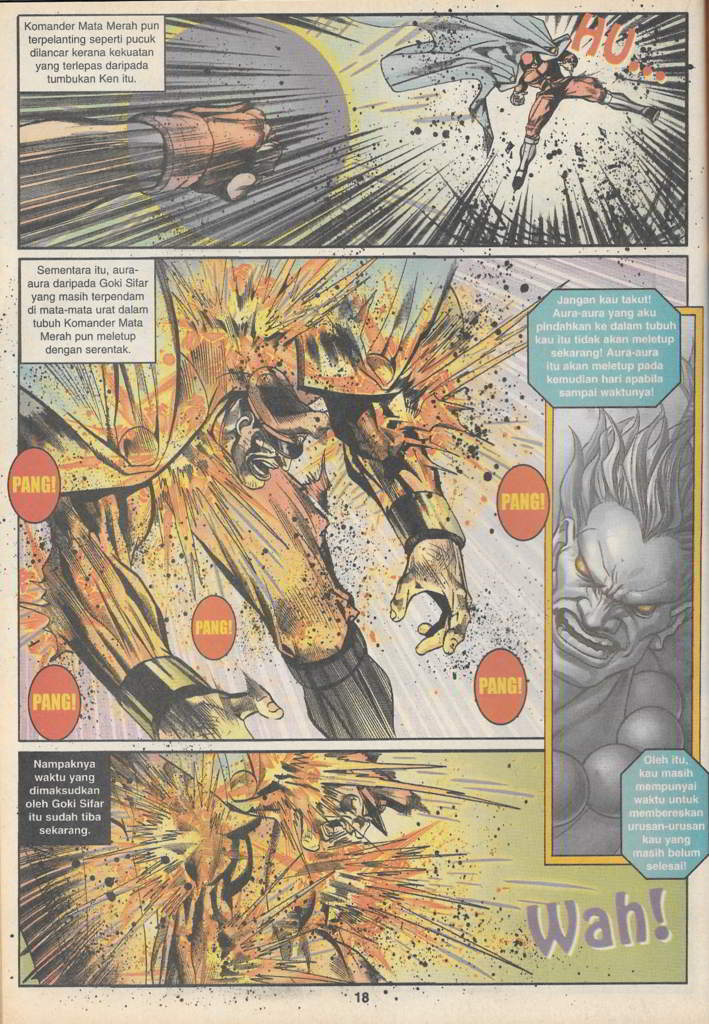 Komander Mata Merah pun
terpelanting seperti pucuk
dilancar kerana kekuatan
yang terlepas daripada
tumbukan Ken itu.
HU...
Sementara itu, aura-
aura daripada Goki Sifar
yang masih terpendam
di mata-mata urat dalam
tubuh Komander Mata
Merah pun meletup
dengan serentak.
Jangan kau takut!
Aura-aura yang aku
pindahkan ke dalam tubuh
kau itu tidak akan meletup
sekarang! Aura-aura
itu akan meletup pada
kemudian hari apabila
sampai waktunya!
PANG!
PANG!
PANG!
PANG!
PANG!
Oleh itu,
kau masih
mempunyai
waktu untuk
membereskan
urusan-urusan
kau yang
masih belum
selesai!
Nampaknya
waktu yang
dimaksudkan
oleh Goki Sifar
itu sudah tiba
sekarang.
Wah!
18